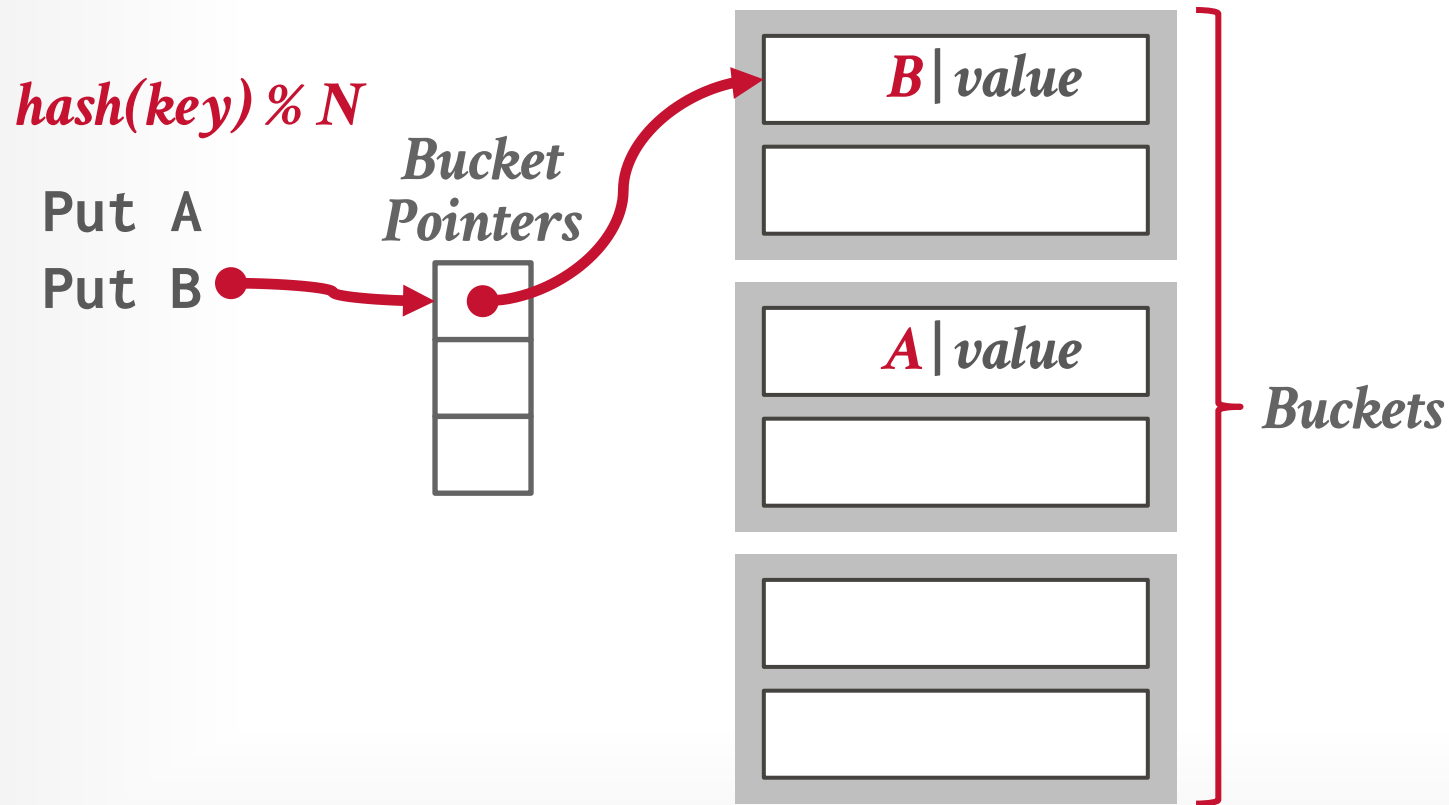 hash(key) % N
Put A
Put B
Bucket
Pointers
B|value
A|value
Buckets